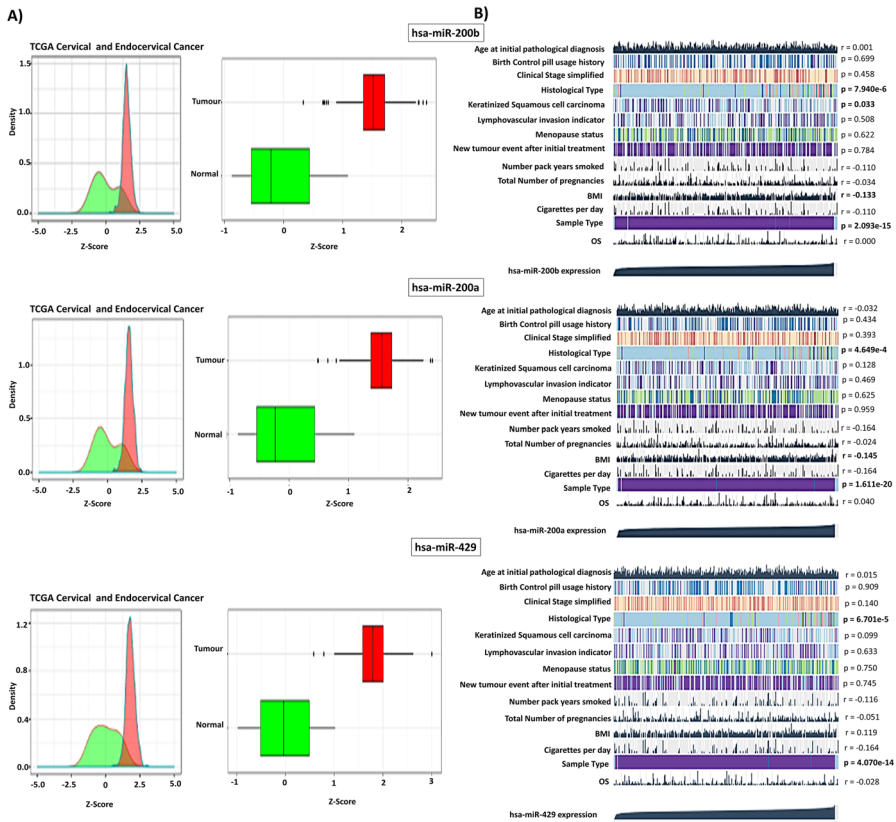 A)
B)
hsa-miR-200b
TCGA Cervical and Endocervical Cancer
1.5
1.0
0.5
0.0
Density
-5.0
-2.5
0
2.5
5.0
Z-Score
Tumour
Normal
-1
0
1
2
Z-Score
Age at initial pathological diagnosis r = 0.001
Birth Control pill usage history p = 0.699
Clinical Stage simplified p = 0.458
Histological Type p = 7.940e-6
Keratinized Squamous cell carcinoma p = 0.033
Lymphovascular invasion indicator p = 0.508
Menopause status p = 0.622
New tumour event after initial treatment p = 0.784
Number pack years smoked r = -0.110
Total Number of pregnancies r = -0.034
BMI r = -0.133
Cigarettes per day r = -0.110
Sample Type p = 2.093e-15
OS r = 0.000
hsa-miR-200b expression
hsa-miR-200a
TCGA Cervical and Endocervical Cancer
1.0
0.5
0.0
Density
-5.0
-2.5
0
2.5
5.0
Z-Score
Tumour
Normal
-1
0
1
2
Z-Score
Age at initial pathological diagnosis r = -0.032
Birth Control pill usage history p = 0.434
Clinical Stage simplified p = 0.393
Histological Type p = 4.649e-4
Keratinized Squamous cell carcinoma p = 0.128
Lymphovascular invasion indicator p = 0.469
Menopause status p = 0.625
New tumour event after initial treatment p = 0.959
Number pack years smoked r = -0.164
Total Number of pregnancies r = -0.024
BMI r = -0.145
Cigarettes per day r = -0.164
Sample Type p = 1.611e-20
OS r = 0.040
hsa-miR-200a expression
hsa-miR-429
TCGA Cervical and Endocervical Cancer
1.2
0.8
0.4
0.0
Density
-5.0
-2.5
0
2.5
5.0
Z-Score
Tumour
Normal
-1
0
1
2
3
Z-Score
Age at initial pathological diagnosis r = 0.015
Birth Control pill usage history p = 0.909
Clinical Stage simplified p = 0.140
Histological Type p = 6.701e-5
Keratinized Squamous cell carcinoma p = 0.099
Lymphovascular invasion indicator p = 0.633
Menopause status p = 0.750
New tumour event after initial treatment p = 0.745
Number pack years smoked r = -0.116
Total Number of pregnancies r = -0.051
BMI r = 0.119
Cigarettes per day r = -0.164
Sample Type p = 4.070e-14
OS r = -0.028
hsa-miR-429 expression